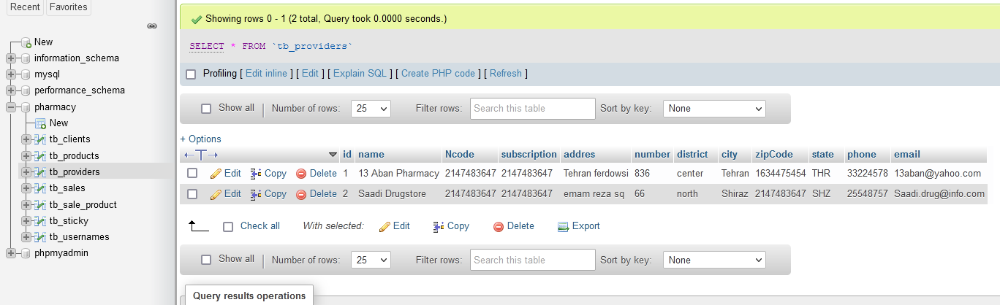 Recent Favorites
New
information_schema
mysql
performance_schema
pharmacy
New
tb_clients
tb_products
tb_providers
tb_sales
tb_sale_product
tb_sticky
tb_usernames
phpmyadmin
Showing rows 0 - 1 (2 total, Query took 0.0000 seconds.)
SELECT * FROM `tb_providers`
Profiling [ Edit inline ] [ Edit ] [ Explain SQL ] [ Create PHP code ] [ Refresh ]
Show all Number of rows: 25 Filter rows: Search this table Sort by key: None
+ Options
id name Ncode subscription addres number district city zipCode state phone email
Edit Copy Delete 1 13 Aban Pharmacy 2147483647 2147483647 Tehran ferdowsi 836 center Tehran 1634475454 THR 33224578 13aban@yahoo.com
Edit Copy Delete 2 Saadi Drugstore 2147483647 2147483647 emam reza sq 66 north Shiraz 2147483647 SHZ 25548757 Saadi.drug@info.com
Check all With selected: Edit Copy Delete Export
Show all Number of rows: 25 Filter rows: Search this table Sort by key: None
Query results operations